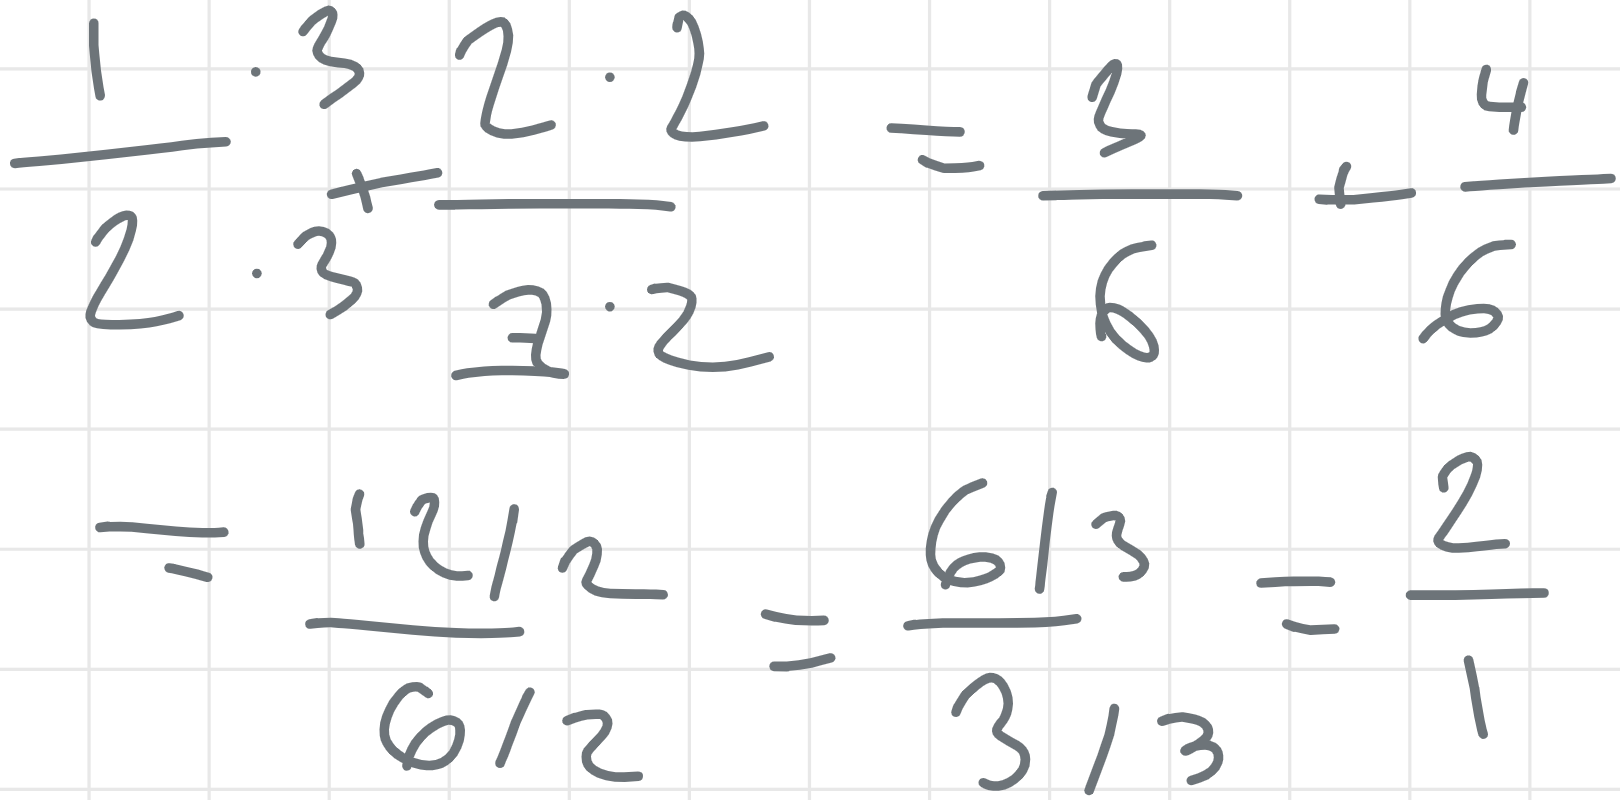 1 · 3 / 2 · 3 + 2 · 2 / 3 · 2 = 3 / 6 + 4 / 6
= 12/2 / 6/2 = 6/3 / 3/3 = 2 / 1